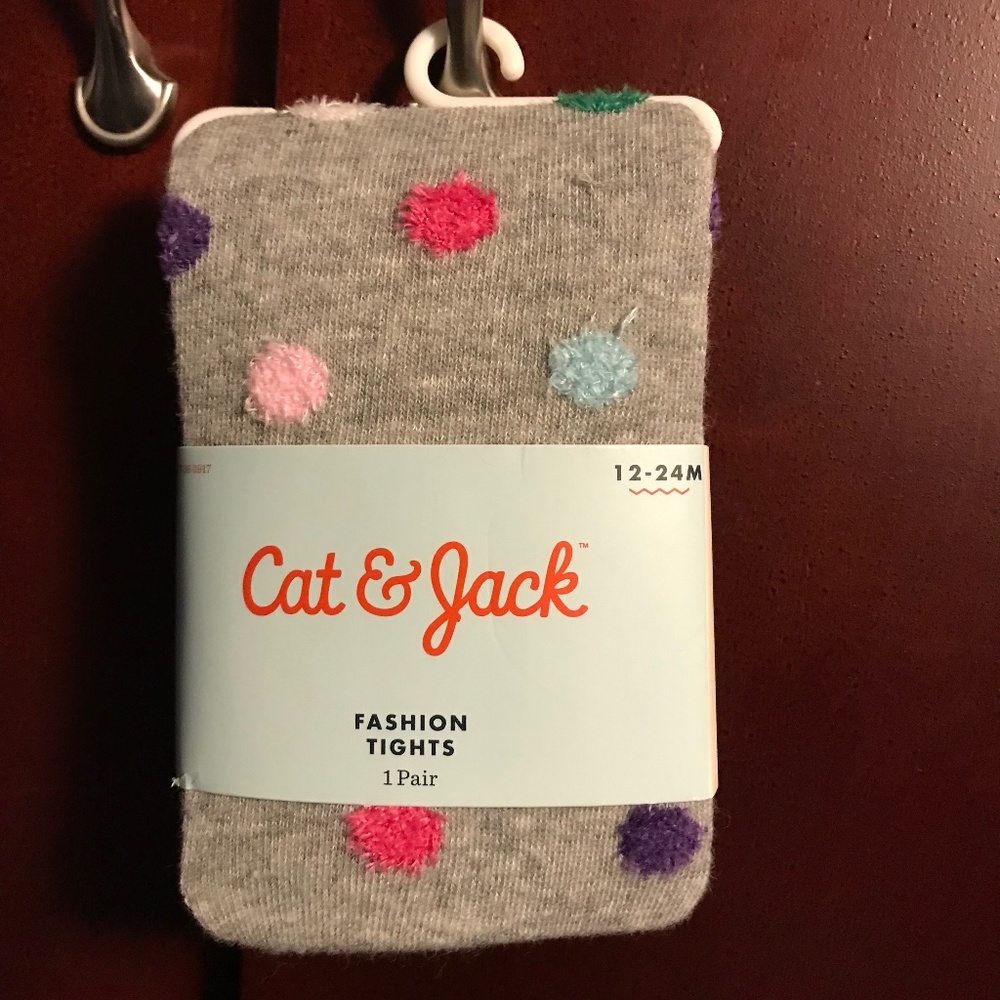 12-24M
Cat & Jack™
FASHION
TIGHTS
1 Pair